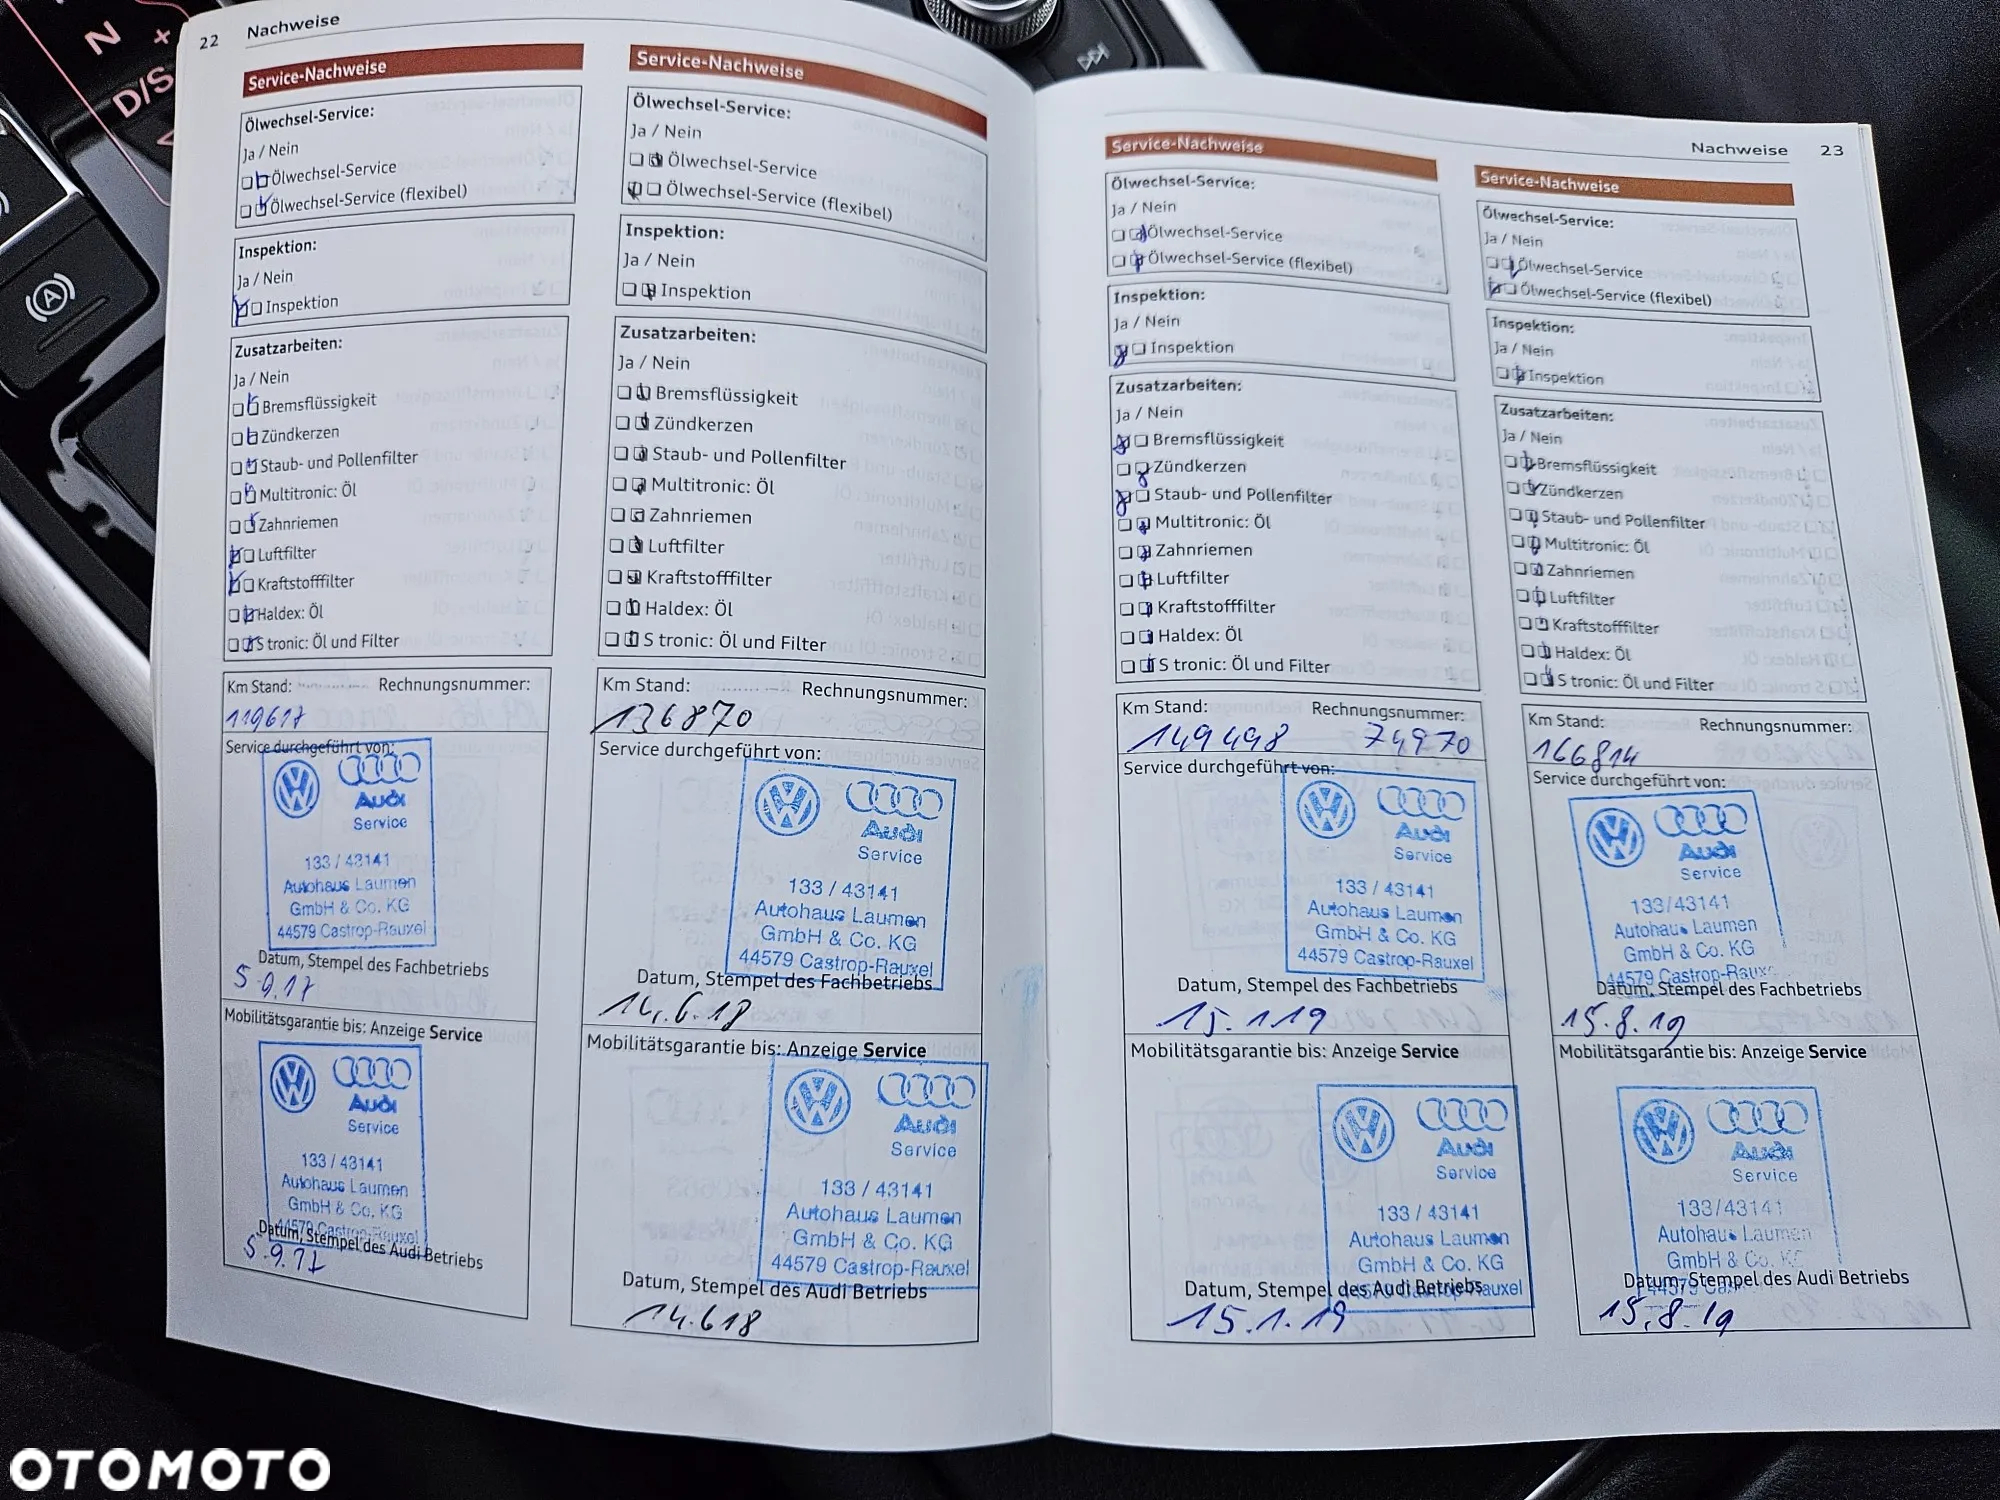 N +
D/S
22 Nachweise
Service-Nachweise
Ölwechsel-Service:
Ja / Nein
Ölwechsel-Service
Ölwechsel-Service (flexibel)
Inspektion:
Ja / Nein
Inspektion
Zusatzarbeiten:
Ja / Nein
Bremsflüssigkeit
Zündkerzen
Staub- und Pollenfilter
Multitronic: Öl
Zahnriemen
Luftfilter
Kraftstofffilter
Haldex: Öl
S tronic: Öl und Filter
Km Stand: Rechnungsnummer:
119617
Service durchgeführt von:
Audi
Service
133 / 43141
Autohaus Laumen
GmbH & Co. KG
44579 Castrop-Rauxel
Datum, Stempel des Fachbetriebs
5.9.17
Mobilitätsgarantie bis: Anzeige Service
Audi
Service
133 / 43141
Autohaus Laumen
GmbH & Co. KG
44579 Castrop-Rauxel
Datum, Stempel des Audi Betriebs
5.9.17
Service-Nachweise
Ölwechsel-Service:
Ja / Nein
Ölwechsel-Service
Ölwechsel-Service (flexibel)
Inspektion:
Ja / Nein
Inspektion
Zusatzarbeiten:
Ja / Nein
Bremsflüssigkeit
Zündkerzen
Staub- und Pollenfilter
Multitronic: Öl
Zahnriemen
Luftfilter
Kraftstofffilter
Haldex: Öl
S tronic: Öl und Filter
Km Stand: Rechnungsnummer:
136870
Service durchgeführt von:
Audi
Service
133 / 43141
Autohaus Laumen
GmbH & Co. KG
44579 Castrop-Rauxel
Datum, Stempel des Fachbetriebs
14.6.18
Mobilitätsgarantie bis: Anzeige Service
Audi
Service
133 / 43141
Autohaus Laumen
GmbH & Co. KG
44579 Castrop-Rauxel
Datum, Stempel des Audi Betriebs
14.618
Nachweise 23
Service-Nachweise
Ölwechsel-Service:
Ja / Nein
Ölwechsel-Service
Ölwechsel-Service (flexibel)
Inspektion:
Ja / Nein
Inspektion
Zusatzarbeiten:
Ja / Nein
Bremsflüssigkeit
Zündkerzen
Staub- und Pollenfilter
Multitronic: Öl
Zahnriemen
Luftfilter
Kraftstofffilter
Haldex: Öl
S tronic: Öl und Filter
Km Stand: Rechnungsnummer:
149498 74970
Service durchgeführt von:
Audi
Service
133 / 43141
Autohaus Laumen
GmbH & Co. KG
44579 Castrop-Rauxel
Datum, Stempel des Fachbetriebs
15.1.19
Mobilitätsgarantie bis: Anzeige Service
Audi
Service
133 / 43141
Autohaus Laumen
GmbH & Co. KG
44579 Castrop-Rauxel
Datum, Stempel des Audi Betriebs
15.1.19
Service-Nachweise
Ölwechsel-Service:
Ja / Nein
Ölwechsel-Service
Ölwechsel-Service (flexibel)
Inspektion:
Ja / Nein
Inspektion
Zusatzarbeiten:
Ja / Nein
Bremsflüssigkeit
Zündkerzen
Staub- und Pollenfilter
Multitronic: Öl
Zahnriemen
Luftfilter
Kraftstofffilter
Haldex: Öl
S tronic: Öl und Filter
Km Stand: Rechnungsnummer:
166814
Service durchgeführt von:
Audi
Service
133/43141
Autohaus Laumen
GmbH & Co. KG
44579 Castrop-Rauxel
Datum, Stempel des Fachbetriebs
15.8.19
Mobilitätsgarantie bis: Anzeige Service
Audi
Service
133/43141
Autohaus Laumen
GmbH & Co. KG
Datum, Stempel des Audi Betriebs
15.8.19
OTOMOTO